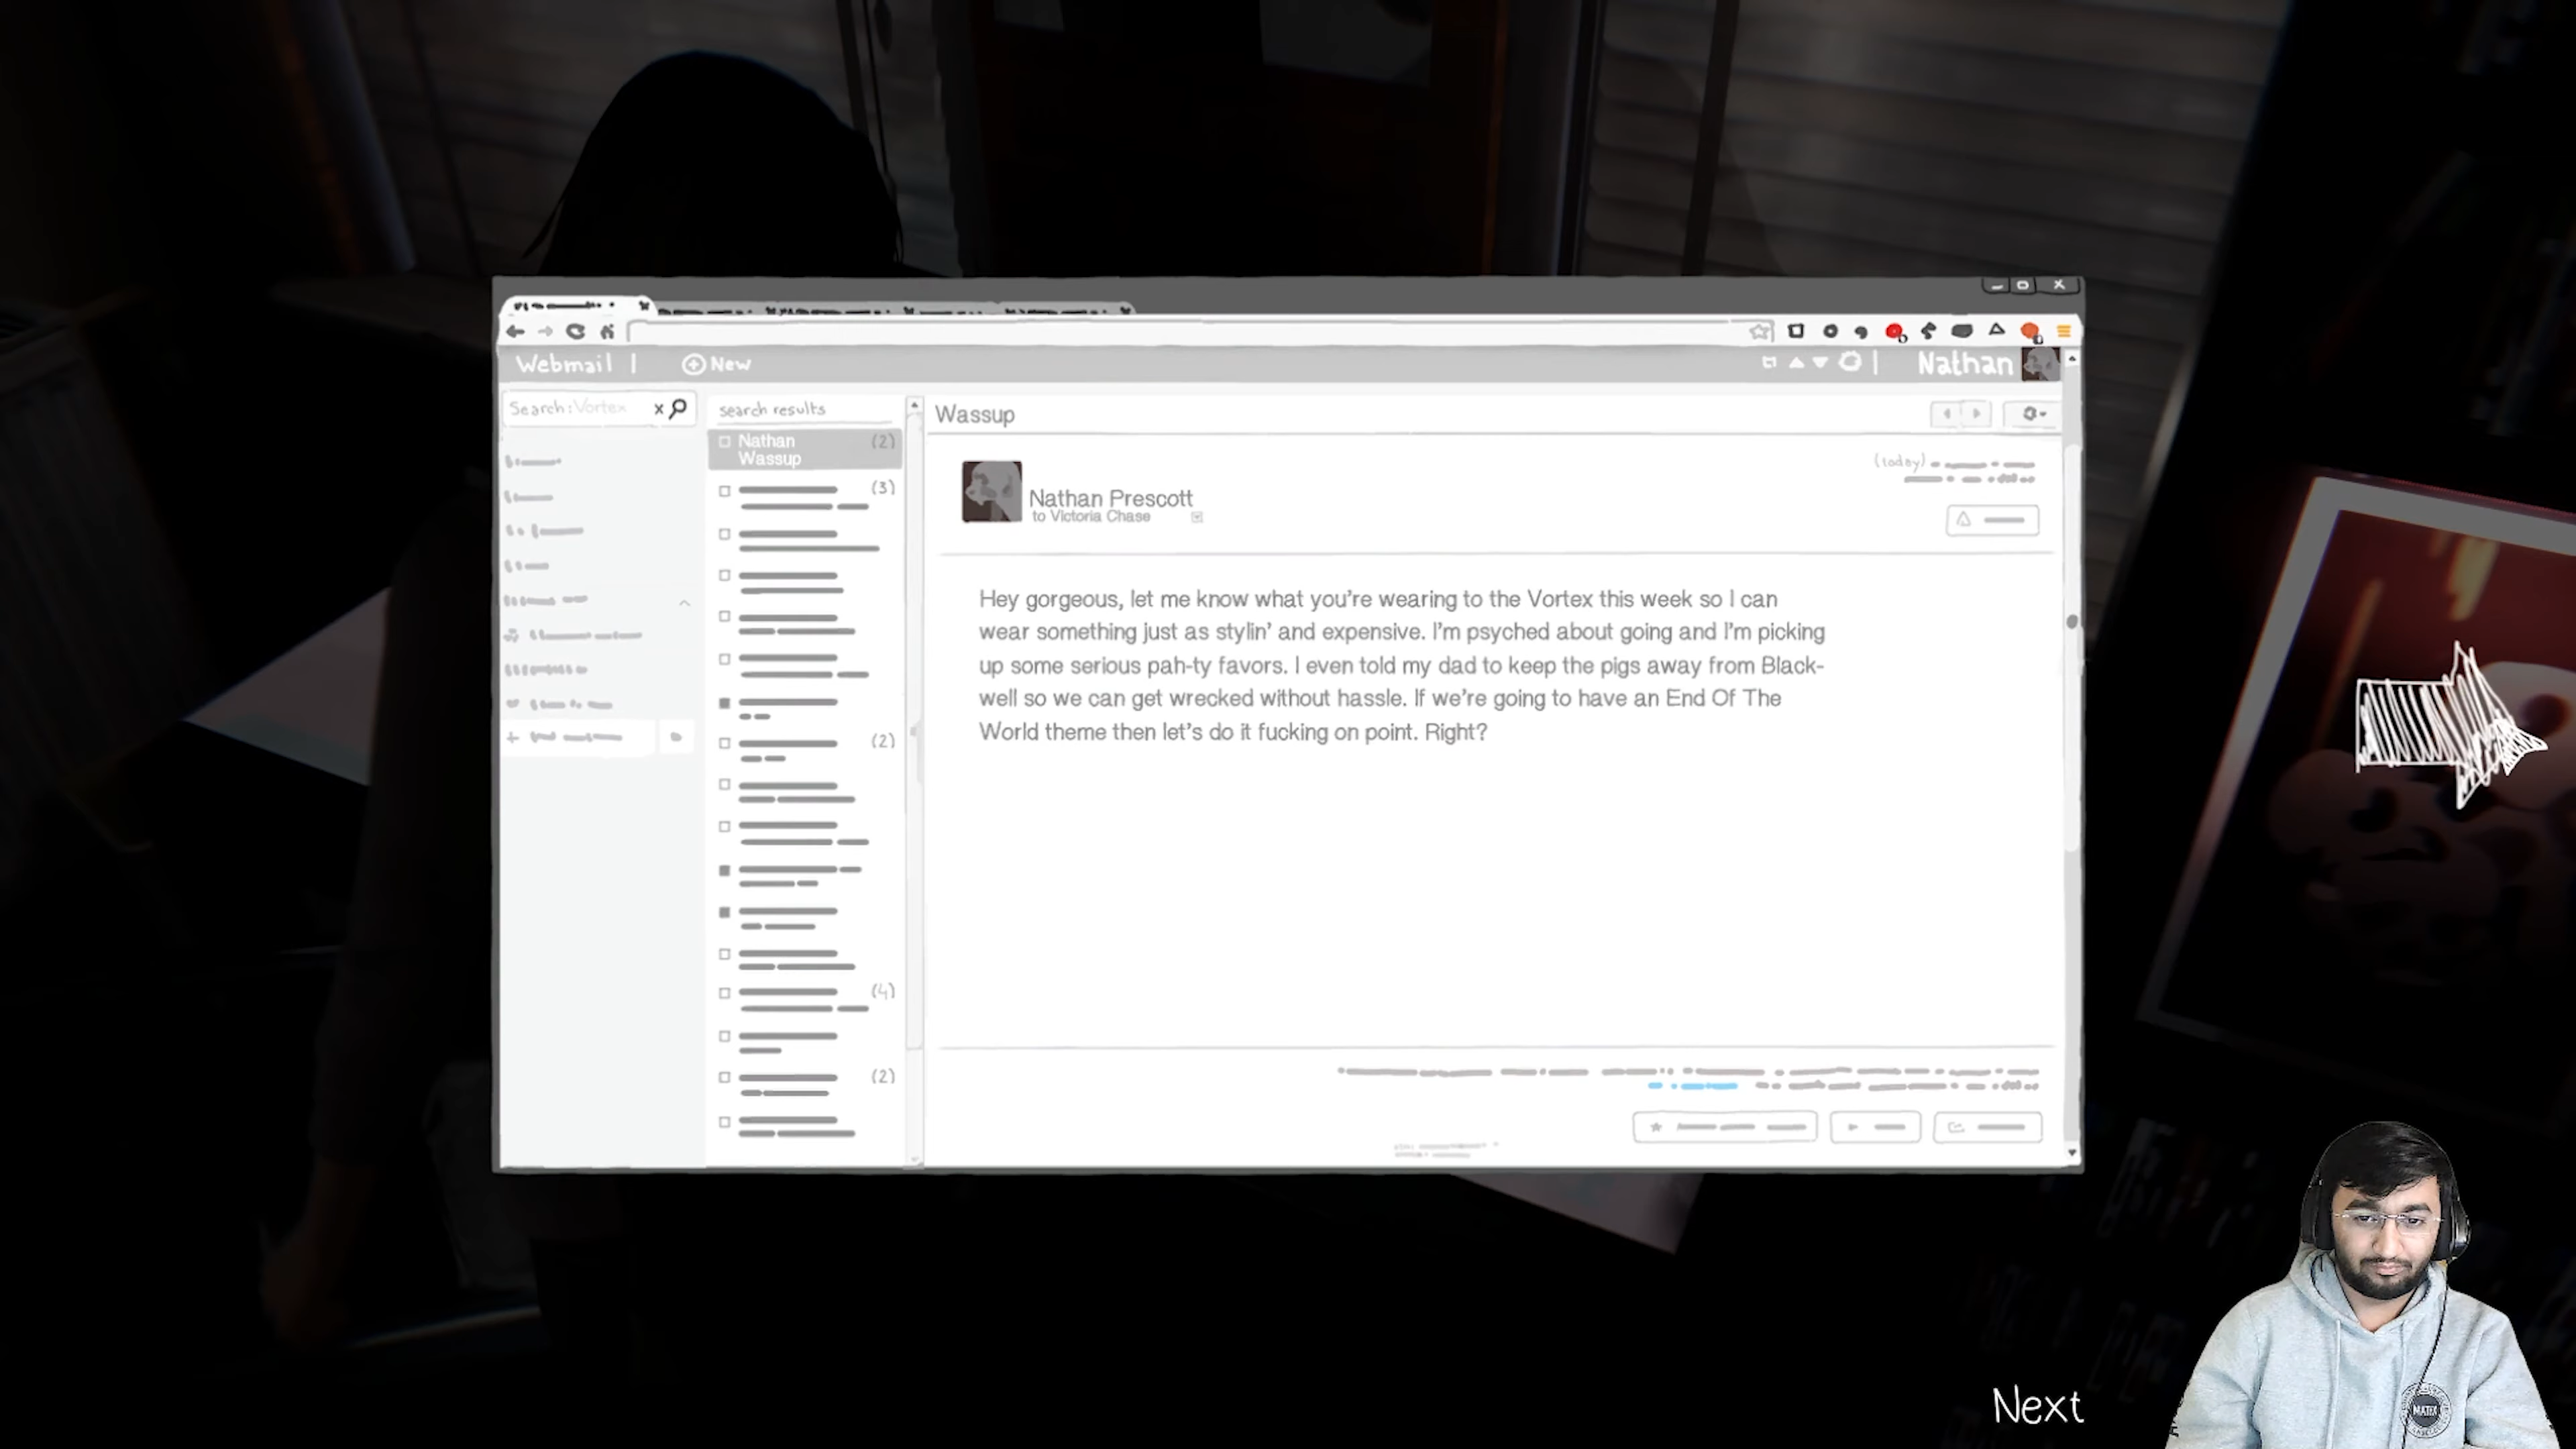 Webmail |
New
Nathan
Search: Vortex x
search results
Nathan (2)
Wassup
(3)
(2)
(4)
(2)
Wassup
(today)
Nathan Prescott
to Victoria Chase
Hey gorgeous, let me know what you're wearing to the Vortex this week so I can
wear something just as stylin' and expensive. I'm psyched about going and I'm picking
up some serious pah-ty favors. I even told my dad to keep the pigs away from Black-
well so we can get wrecked without hassle. If we're going to have an End Of The
World theme then let's do it fucking on point. Right?
Next